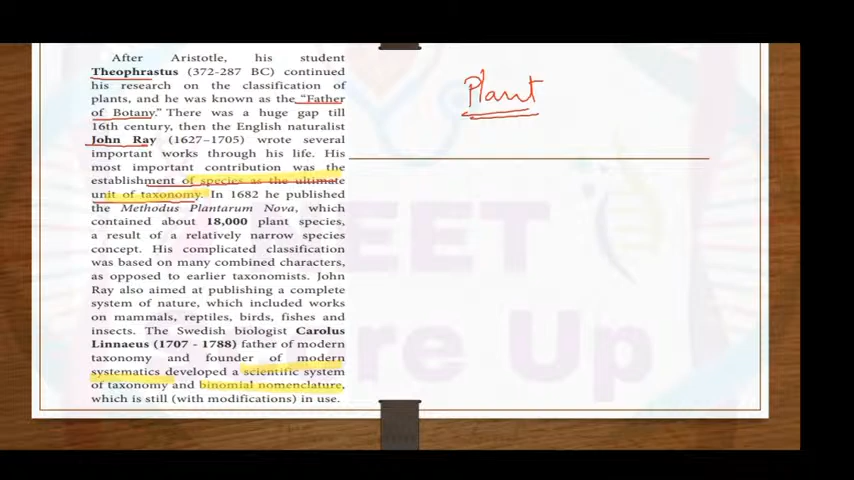 After Aristotle, his student
Theophrastus (372-287 BC) continued
his research on the classification of
plants, and he was known as the “Father
of Botany.” There was a huge gap till
16th century, then the English naturalist
John Ray (1627–1705) wrote several
important works through his life. His
most important contribution was the
establishment of species as the ultimate
unit of taxonomy. In 1682 he published
the Methodus Plantarum Nova, which
contained about 18,000 plant species,
a result of a relatively narrow species
concept. His complicated classification
was based on many combined characters,
as opposed to earlier taxonomists. John
Ray also aimed at publishing a complete
system of nature, which included works
on mammals, reptiles, birds, fishes and
insects. The Swedish biologist Carolus
Linnaeus (1707 - 1788) father of modern
taxonomy and founder of modern
systematics developed a scientific system
of taxonomy and binomial nomenclature,
which is still (with modifications) in use.
Plant